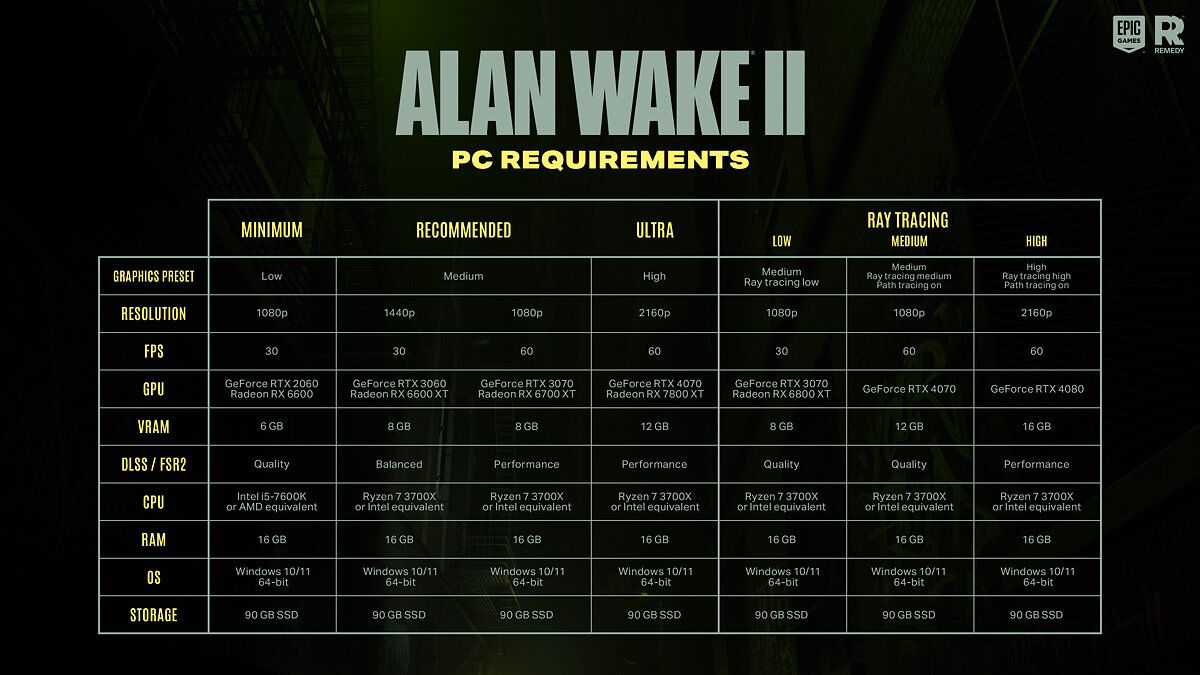 EPIC
GAMES
REMEDY
ALAN WAKE II
PC REQUIREMENTS
MINIMUM RECOMMENDED ULTRA RAY TRACING
LOW MEDIUM HIGH
GRAPHICS PRESET Low Medium High Medium
Ray tracing low Medium
Ray tracing medium
Path tracing on High
Ray tracing high
Path tracing on
RESOLUTION 1080p 1440p 1080p 2160p 1080p 1080p 2160p
FPS 30 30 60 60 30 60 60
GPU GeForce RTX 2060
Radeon RX 6600 GeForce RTX 3060
Radeon RX 6600 XT GeForce RTX 3070
Radeon RX 6700 XT GeForce RTX 4070
Radeon RX 7800 XT GeForce RTX 3070
Radeon RX 6800 XT GeForce RTX 4070 GeForce RTX 4080
VRAM 6 GB 8 GB 8 GB 12 GB 8 GB 12 GB 16 GB
DLSS / FSR2 Quality Balanced Performance Performance Quality Quality Performance
CPU Intel i5-7600K
or AMD equivalent Ryzen 7 3700X
or Intel equivalent Ryzen 7 3700X
or Intel equivalent Ryzen 7 3700X
or Intel equivalent Ryzen 7 3700X
or Intel equivalent Ryzen 7 3700X
or Intel equivalent Ryzen 7 3700X
or Intel equivalent
RAM 16 GB 16 GB 16 GB 16 GB 16 GB 16 GB 16 GB
OS Windows 10/11
64-bit Windows 10/11
64-bit Windows 10/11
64-bit Windows 10/11
64-bit Windows 10/11
64-bit Windows 10/11
64-bit Windows 10/11
64-bit
STORAGE 90 GB SSD 90 GB SSD 90 GB SSD 90 GB SSD 90 GB SSD 90 GB SSD 90 GB SSD